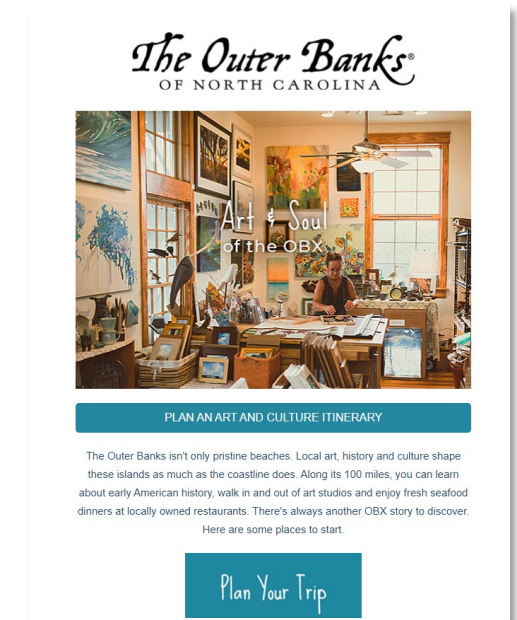 The Outer Banks®
OF NORTH CAROLINA
Art & Soul
of the OBX
PLAN AN ART AND CULTURE ITINERARY
The Outer Banks isn't only pristine beaches. Local art, history and culture shape
these islands as much as the coastline does. Along its 100 miles, you can learn
about early American history, walk in and out of art studios and enjoy fresh seafood
dinners at locally owned restaurants. There's always another OBX story to discover.
Here are some places to start.
Plan Your Trip